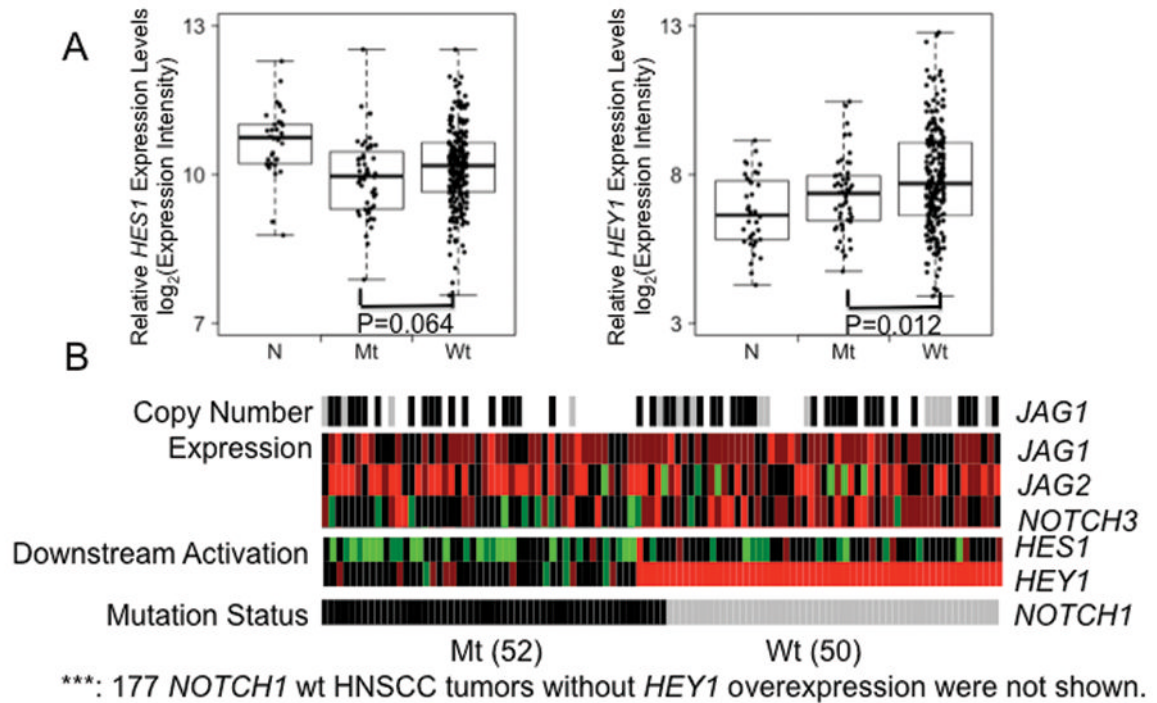 A
Relative HES1 Expression Levels
log₂(Expression Intensity)
13
10
7
P=0.064
N Mt Wt
Relative HEY1 Expression Levels
log₂(Expression Intensity)
13
8
3
P=0.012
N Mt Wt
B
Copy Number JAG1
Expression JAG1
JAG2
NOTCH3
Downstream Activation HES1
HEY1
Mutation Status NOTCH1
Mt (52) Wt (50)
***: 177 NOTCH1 wt HNSCC tumors without HEY1 overexpression were not shown.